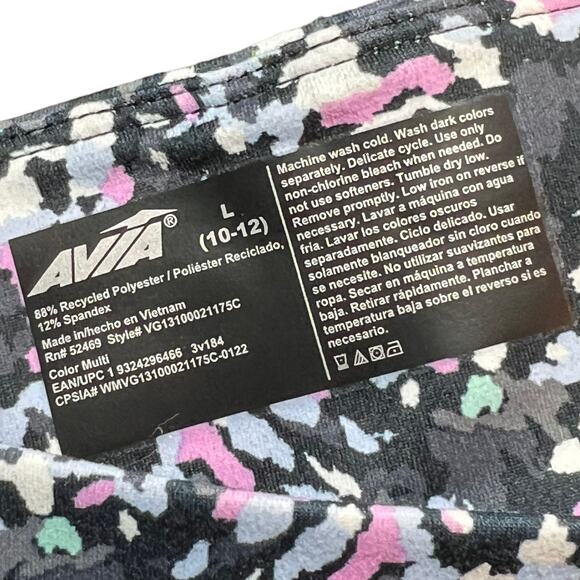 AVIA®
L
(10-12)
88% Recycled Polyester / Poliéster Reciclado,
12% Spandex
Made in/hecho en Vietnam
Rn# 52469 Style# VG13100021175C
Color Multi
EAN/UPC 1 9324296466 3v184
CPSIA# WMVG13100021175C-0122
Machine wash cold. Wash dark colors
separately. Delicate cycle. Use only
non-chlorine bleach when needed. Do
not use softeners. Tumble dry low.
Remove promptly. Low iron on reverse if
necessary. Lavar a máquina con agua
fria. Lavar los colores oscuros
separadamente. Ciclo delicado. Usar
solamente blanqueador sin cloro cuando
se necesite. No utilizar suavizantes para
ropa. Secar en máquina a temperatura
baja. Retirar rápidamente. Planchar a
temperatura baja sobre el reverso si es
necesario.